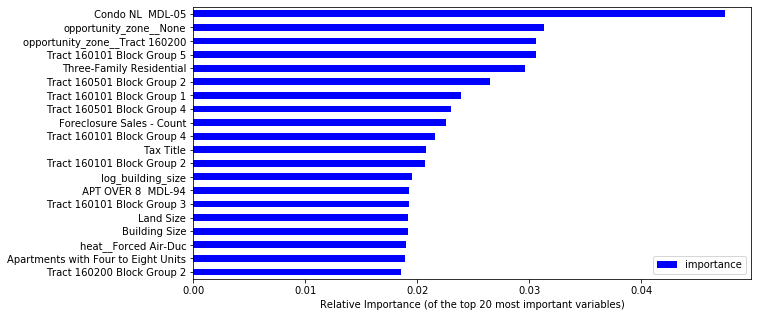 Condo NL  MDL-05
opportunity_zone__None
opportunity_zone__Tract 160200
Tract 160101 Block Group 5
Three-Family Residential
Tract 160501 Block Group 2
Tract 160101 Block Group 1
Tract 160501 Block Group 4
Foreclosure Sales - Count
Tract 160101 Block Group 4
Tax Title
Tract 160101 Block Group 2
log_building_size
APT OVER 8  MDL-94
Tract 160101 Block Group 3
Land Size
Building Size
heat__Forced Air-Duc
Apartments with Four to Eight Units
Tract 160200 Block Group 2
importance
0.00 0.01 0.02 0.03 0.04
Relative Importance (of the top 20 most important variables)